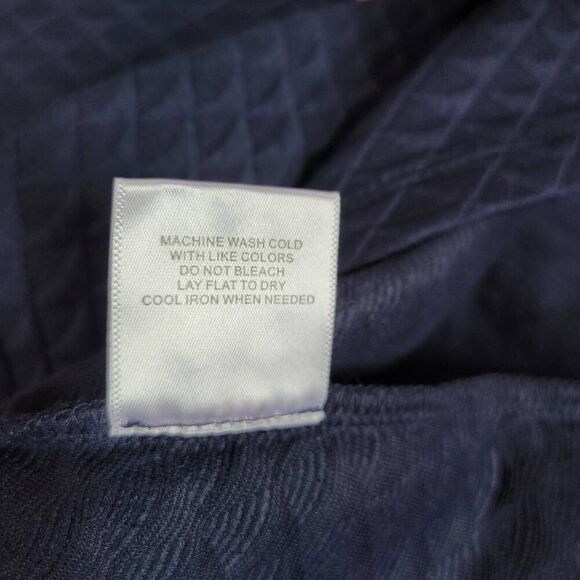 MACHINE WASH COLD
WITH LIKE COLORS
DO NOT BLEACH
LAY FLAT TO DRY
COOL IRON WHEN NEEDED